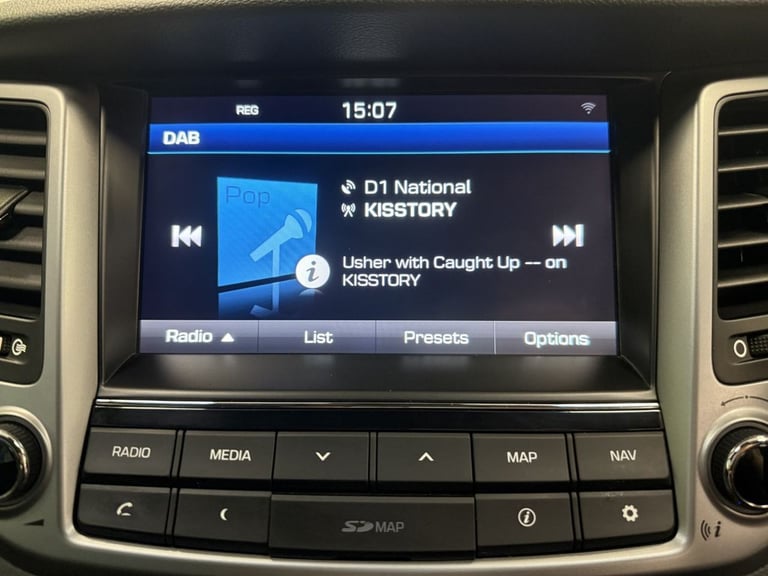 REG 15:07
DAB
Pop
D1 National
KISSTORY
Usher with Caught Up -- on
KISSTORY
Radio List Presets Options
RADIO MEDIA MAP NAV
SD MAP